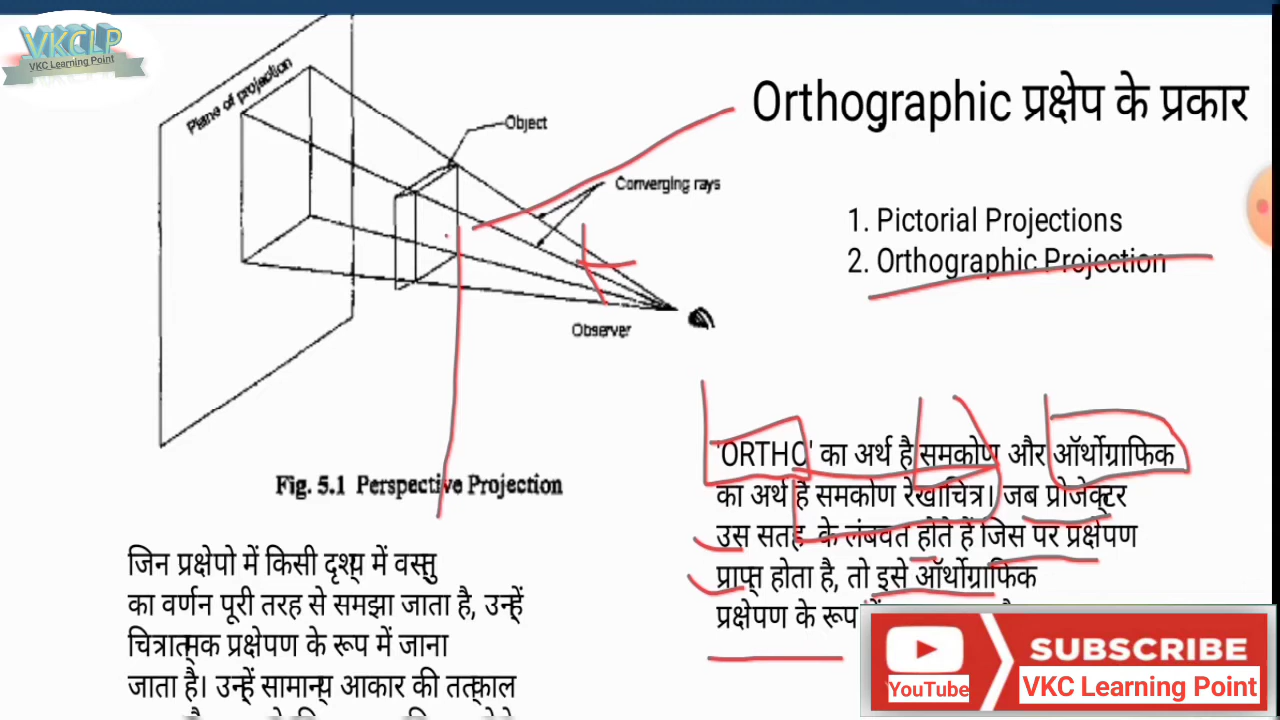 VKCLP
VKC Learning Point
Plane of projection
Object
Converging rays
Observer
Fig. 5.1 Perspective Projection
जिन प्रक्षेपो में किसी दृश्य में वस्तु
का वर्णन पूरी तरह से समझा जाता है, उन्हें
चित्रात्मक प्रक्षेपण के रूप में जाना
जाता है। उन्हें सामान्य आकार की तत्काल
Orthographic प्रक्षेप के प्रकार
1. Pictorial Projections
2. Orthographic Projection
'ORTHO' का अर्थ है समकोण और ऑर्थोग्राफिक
का अर्थ है समकोण रेखाचित्र। जब प्रोजेक्टर
उस सतह के लंबवत होते हैं जिस पर प्रक्षेपण
प्राप्त होता है, तो इसे ऑर्थोग्राफिक
प्रक्षेपण के रूप
SUBSCRIBE
YouTube
VKC Learning Point